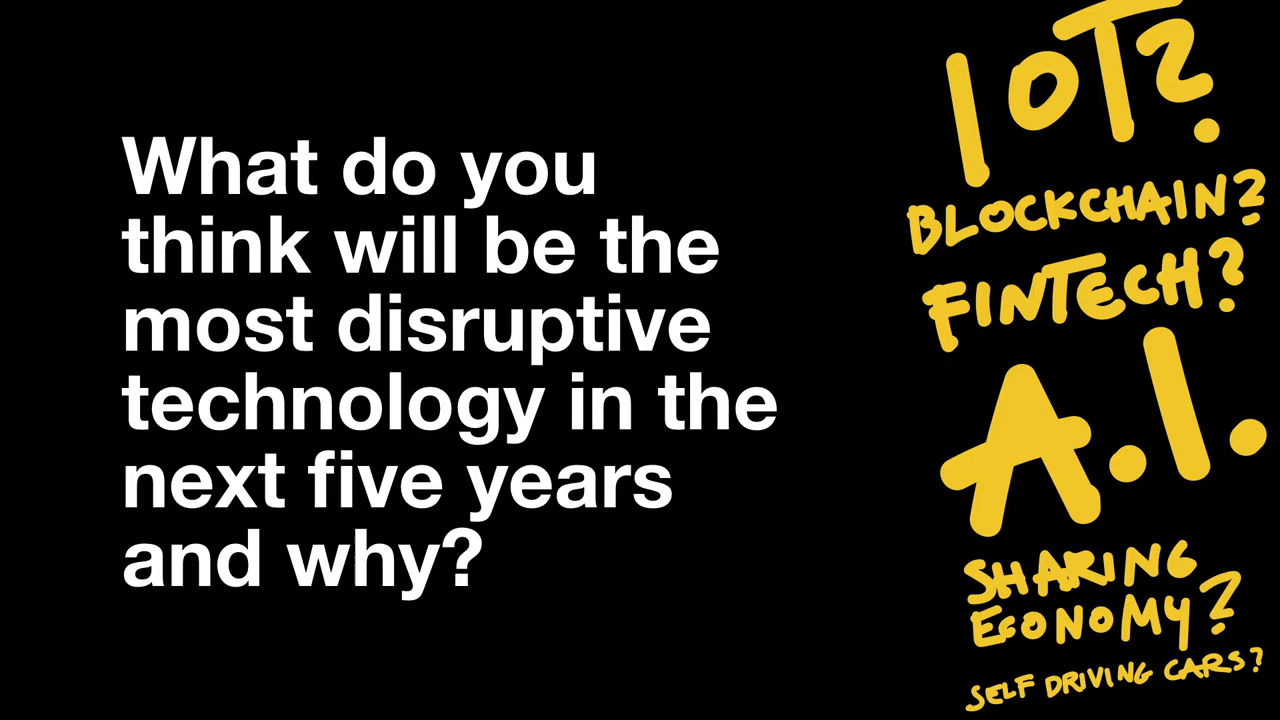 What do you
think will be the
most disruptive
technology in the
next five years
and why?
IOT?
BLOCKCHAIN?
FINTECH?
A.I.
SHARING
ECONOMY?
SELF DRIVING CARS?